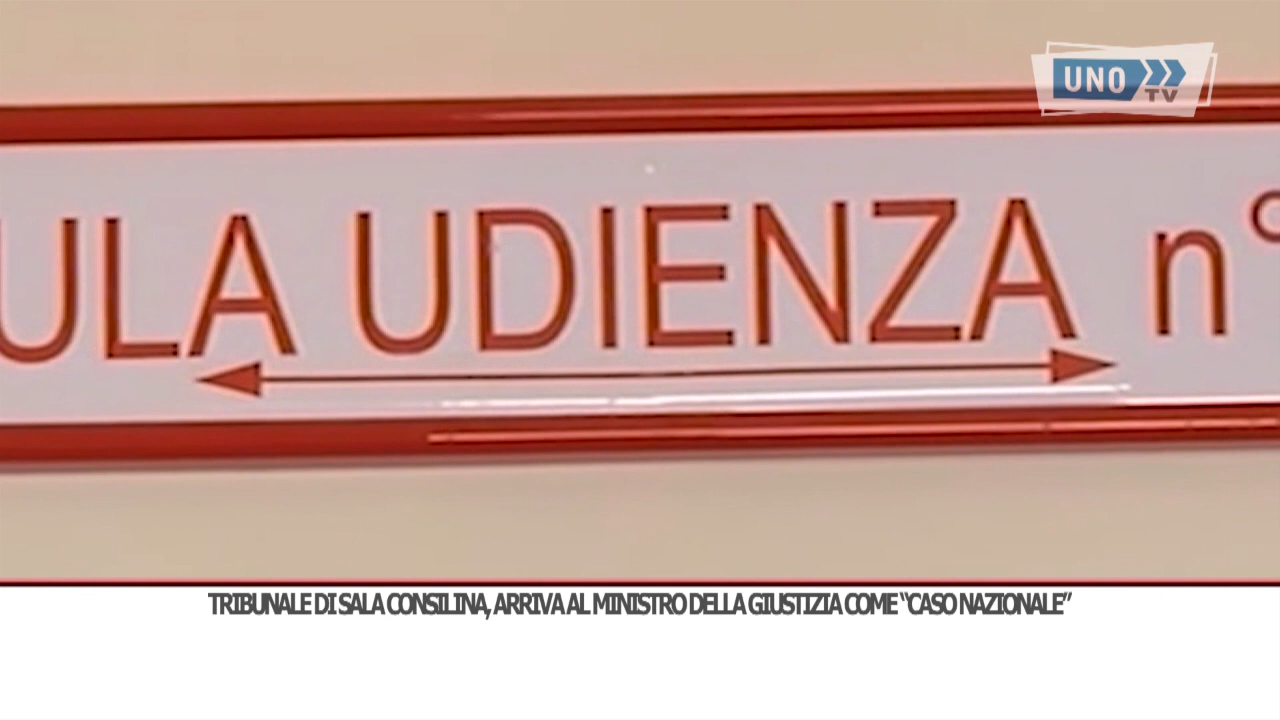 UNO TV
ULA UDIENZA n°
TRIBUNALE DI SALA CONSILINA, ARRIVA AL MINISTRO DELLA GIUSTIZIA COME “CASO NAZIONALE”